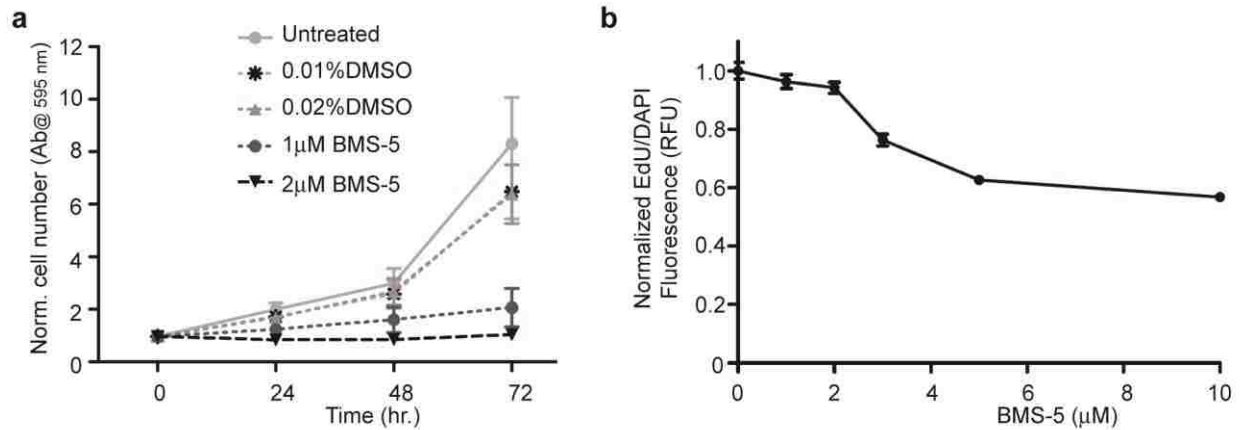 a
Norm. cell number (Ab@ 595 nm)
12
10
8
6
4
2
0
Untreated
0.01%DMSO
0.02%DMSO
1μM BMS-5
2μM BMS-5
0
24
48
72
Time (hr.)
b
Normalized EdU/DAPI
Fluorescence (RFU)
1.0
0.8
0.6
0.4
0.2
0
0
2
4
6
8
10
BMS-5 (μM)